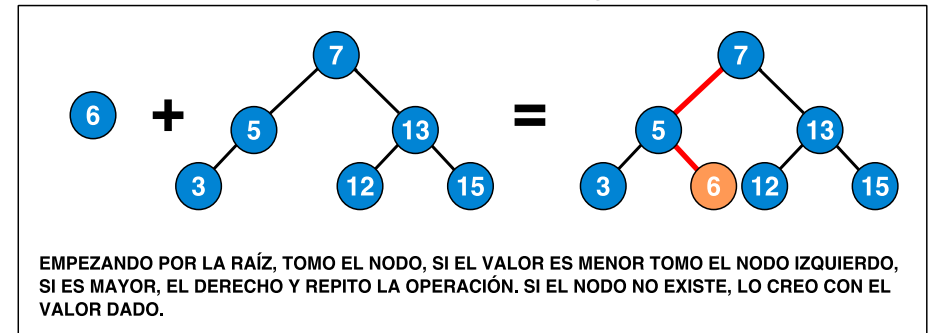 7 7
6 + 5 13 = 5 13
3 12 15 3 6 12 15
EMPEZANDO POR LA RAÍZ, TOMO EL NODO, SI EL VALOR ES MENOR TOMO EL NODO IZQUIERDO,
SI ES MAYOR, EL DERECHO Y REPITO LA OPERACIÓN. SI EL NODO NO EXISTE, LO CREO CON EL
VALOR DADO.